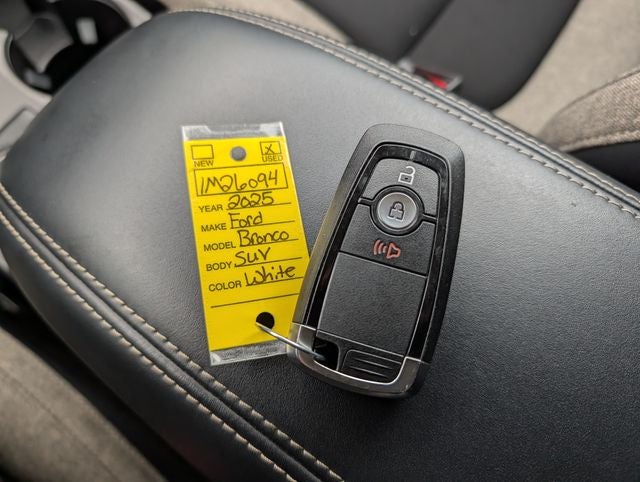 NEW X USED
1M26094
YEAR 2025
MAKE Ford
MODEL Bronco
BODY SUV
COLOR White